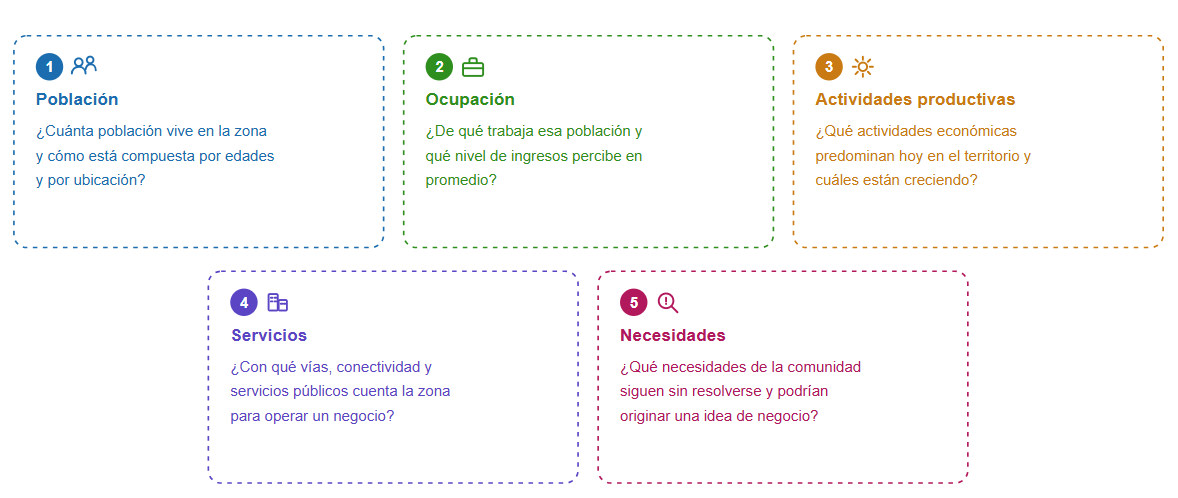 1
Población
¿Cuánta población vive en la zona
y cómo está compuesta por edades
y por ubicación?
2
Ocupación
¿De qué trabaja esa población y
qué nivel de ingresos percibe en
promedio?
3
Actividades productivas
¿Qué actividades económicas
predominan hoy en el territorio y
cuáles están creciendo?
4
Servicios
¿Con qué vías, conectividad y
servicios públicos cuenta la zona
para operar un negocio?
5
Necesidades
¿Qué necesidades de la comunidad
siguen sin resolverse y podrían
originar una idea de negocio?